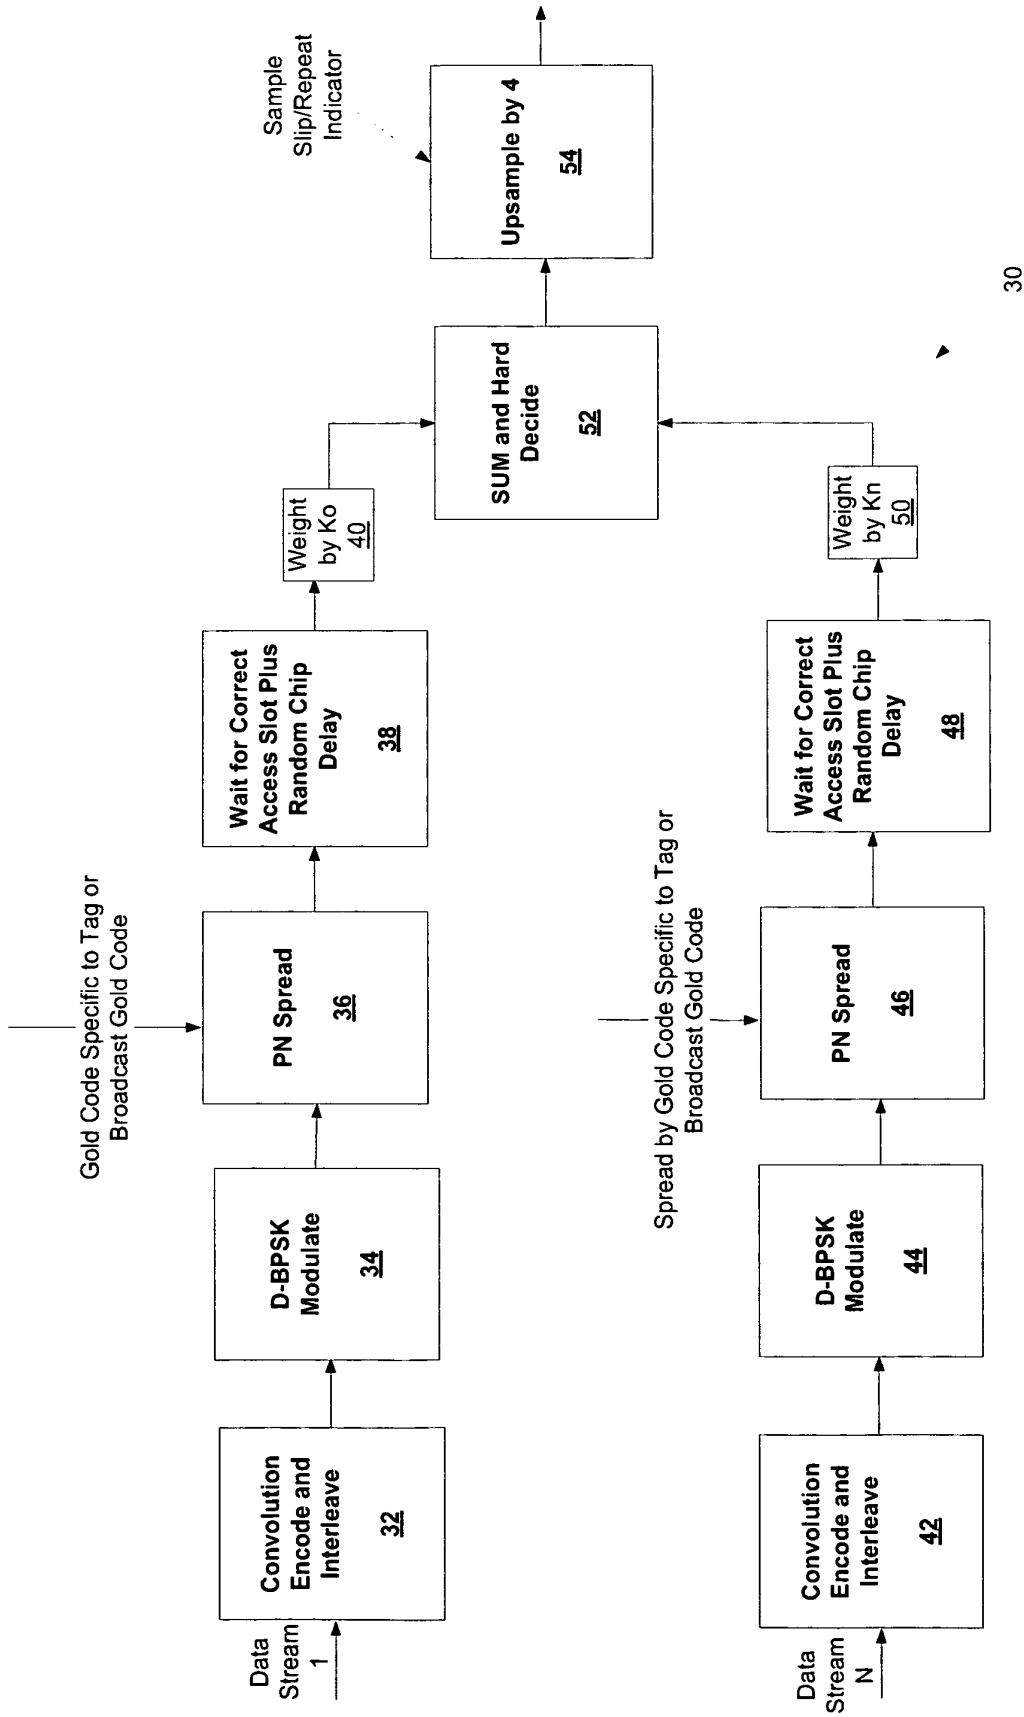 Data
Stream
1
Convolution
Encode and
Interleave
32
D-BPSK
Modulate
34
Gold Code Specific to Tag or
Broadcast Gold Code
PN Spread
36
Wait for Correct
Access Slot Plus
Random Chip
Delay
38
Weight
by Ko
40
SUM and Hard
Decide
52
Sample
Slip/Repeat
Indicator
Upsample by 4
54
Data
Stream
N
Convolution
Encode and
Interleave
42
D-BPSK
Modulate
44
Spread by Gold Code Specific to Tag or
Broadcast Gold Code
PN Spread
46
Wait for Correct
Access Slot Plus
Random Chip
Delay
48
Weight
by Kn
50
30